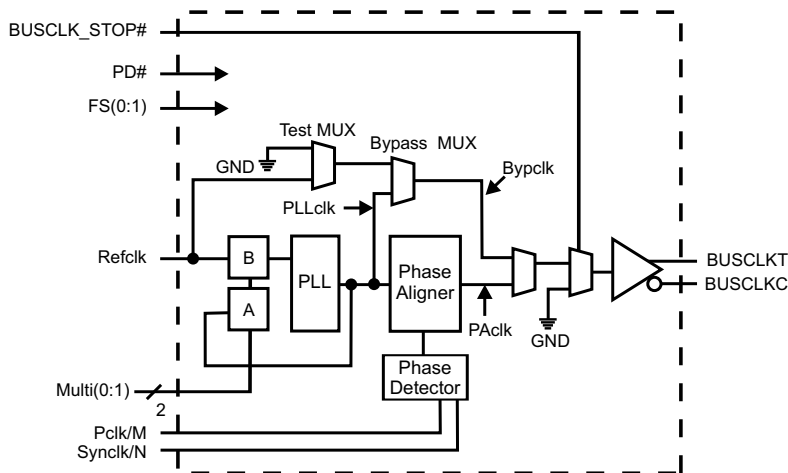 BUSCLK_STOP#
PD#
FS(0:1)
Test MUX
Bypass MUX
GND
Bypclk
PLLclk
Refclk
B
PLL
Phase
Aligner
BUSCLKT
BUSCLKC
A
PAclk
GND
Phase
Detector
Multi(0:1)
2
Pclk/M
Synclk/N